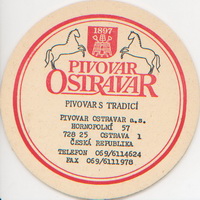 1897
PIVOVAR
OSTRAVAR
PIVOVAR S TRADICÍ
PIVOVAR OSTRAVAR a.s.
HORNOPOLNÍ 57
728 25 OSTRAVA 1
ČESKÁ REPUBLIKA
TELEFON 069/6114624
FAX 069/6111978